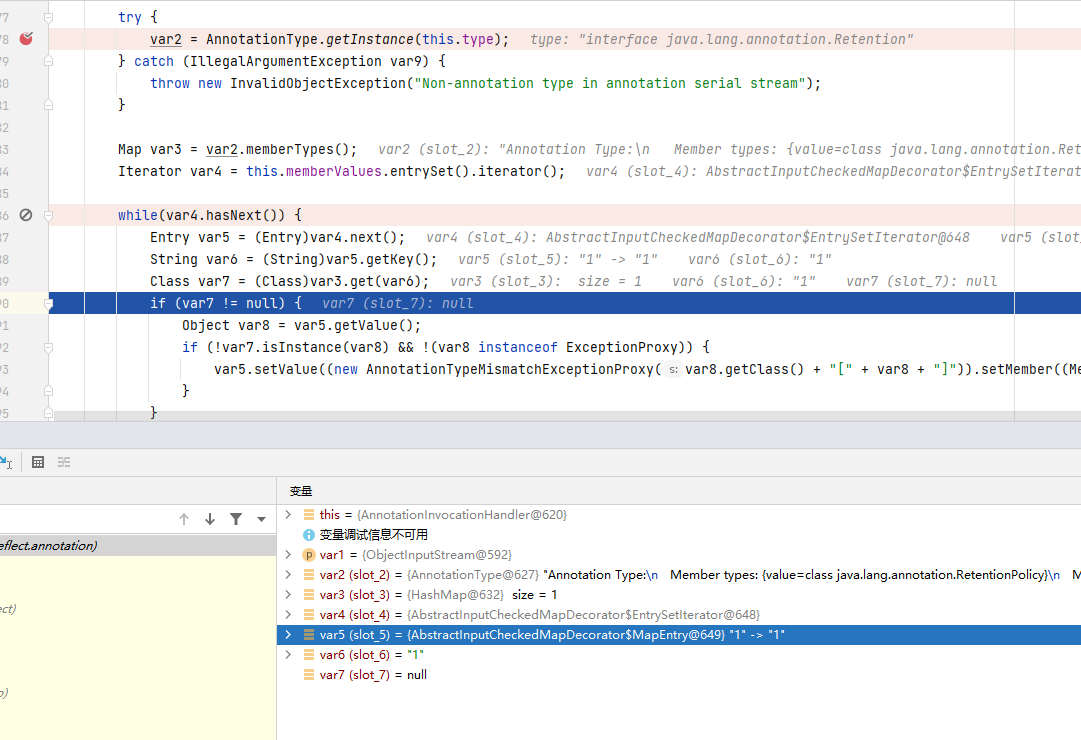 77 try {
78 var2 = AnnotationType.getInstance(this.type); type: "interface java.lang.annotation.Retention"
79 } catch (IllegalArgumentException var9) {
80 throw new InvalidObjectException("Non-annotation type in annotation serial stream");
81 }
82
83 Map var3 = var2.memberTypes(); var2 (slot_2): "Annotation Type:\n Member types: {value=class java.lang.annotation.Ret
84 Iterator var4 = this.memberValues.entrySet().iterator(); var4 (slot_4): AbstractInputCheckedMapDecorator$EntrySetIterat
85
86 while(var4.hasNext()) {
87 Entry var5 = (Entry)var4.next(); var4 (slot_4): AbstractInputCheckedMapDecorator$EntrySetIterator@648 var5 (slot_
88 String var6 = (String)var5.getKey(); var5 (slot_5): "1" -> "1" var6 (slot_6): "1"
89 Class var7 = (Class)var3.get(var6); var3 (slot_3): size = 1 var6 (slot_6): "1" var7 (slot_7): null
90 if (var7 != null) { var7 (slot_7): null
91 Object var8 = var5.getValue();
92 if (!var7.isInstance(var8) && !(var8 instanceof ExceptionProxy)) {
93 var5.setValue((new AnnotationTypeMismatchExceptionProxy( s: var8.getClass() + "[" + var8 + "]")).setMember((Me
94 }
95 }
变量
this = {AnnotationInvocationHandler@620}
变量调试信息不可用
eflect.annotation)
p var1 = {ObjectInputStream@592}
var2 (slot_2) = {AnnotationType@627} "Annotation Type:\n Member types: {value=class java.lang.annotation.RetentionPolicy}\n M
var3 (slot_3) = {HashMap@632} size = 1
ect)
var4 (slot_4) = {AbstractInputCheckedMapDecorator$EntrySetIterator@648}
var5 (slot_5) = {AbstractInputCheckedMapDecorator$MapEntry@649} "1" -> "1"
var6 (slot_6) = "1"
var7 (slot_7) = null
o)